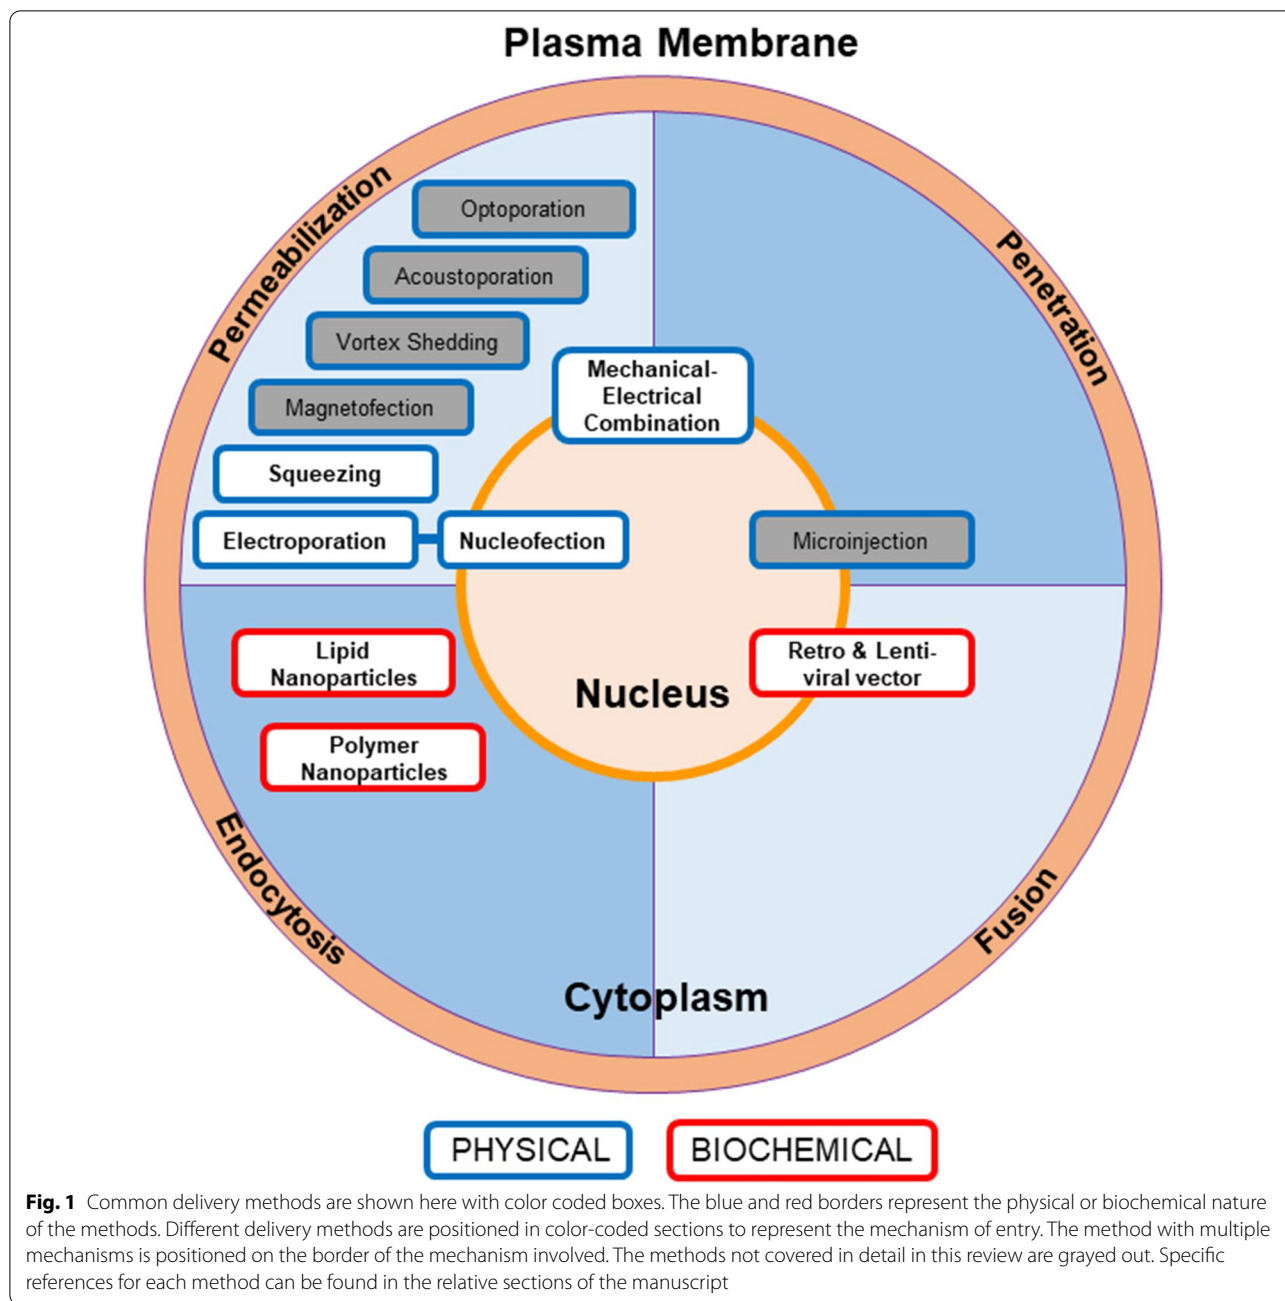 Plasma Membrane
Permeabilization
Penetration
Optoporation
Acoustoporation
Vortex Shedding
Magnetofection
Mechanical-
Electrical
Combination
Squeezing
Electroporation
Nucleofection
Microinjection
Lipid
Nanoparticles
Retro & Lenti-
viral vector
Nucleus
Polymer
Nanoparticles
Endocytosis
Fusion
Cytoplasm
PHYSICAL
BIOCHEMICAL
Fig. 1 Common delivery methods are shown here with color coded boxes. The blue and red borders represent the physical or biochemical nature
of the methods. Different delivery methods are positioned in color-coded sections to represent the mechanism of entry. The method with multiple
mechanisms is positioned on the border of the mechanism involved. The methods not covered in detail in this review are grayed out. Specific
references for each method can be found in the relative sections of the manuscript